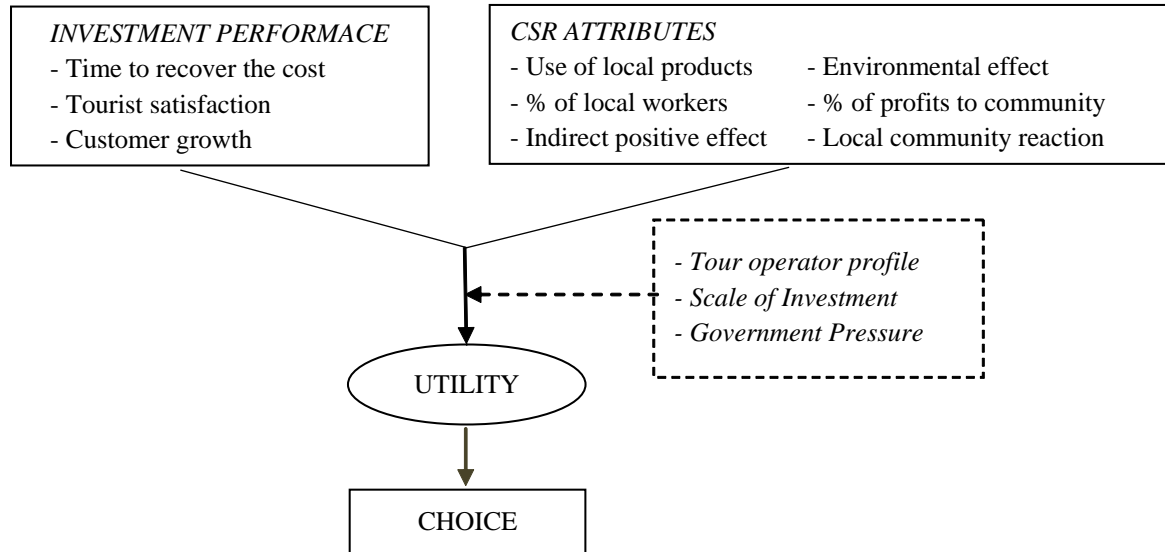 INVESTMENT PERFORMACE
- Time to recover the cost
- Tourist satisfaction
- Customer growth
CSR ATTRIBUTES
- Use of local products - Environmental effect
- % of local workers - % of profits to community
- Indirect positive effect - Local community reaction
- Tour operator profile
- Scale of Investment
- Government Pressure
UTILITY
CHOICE